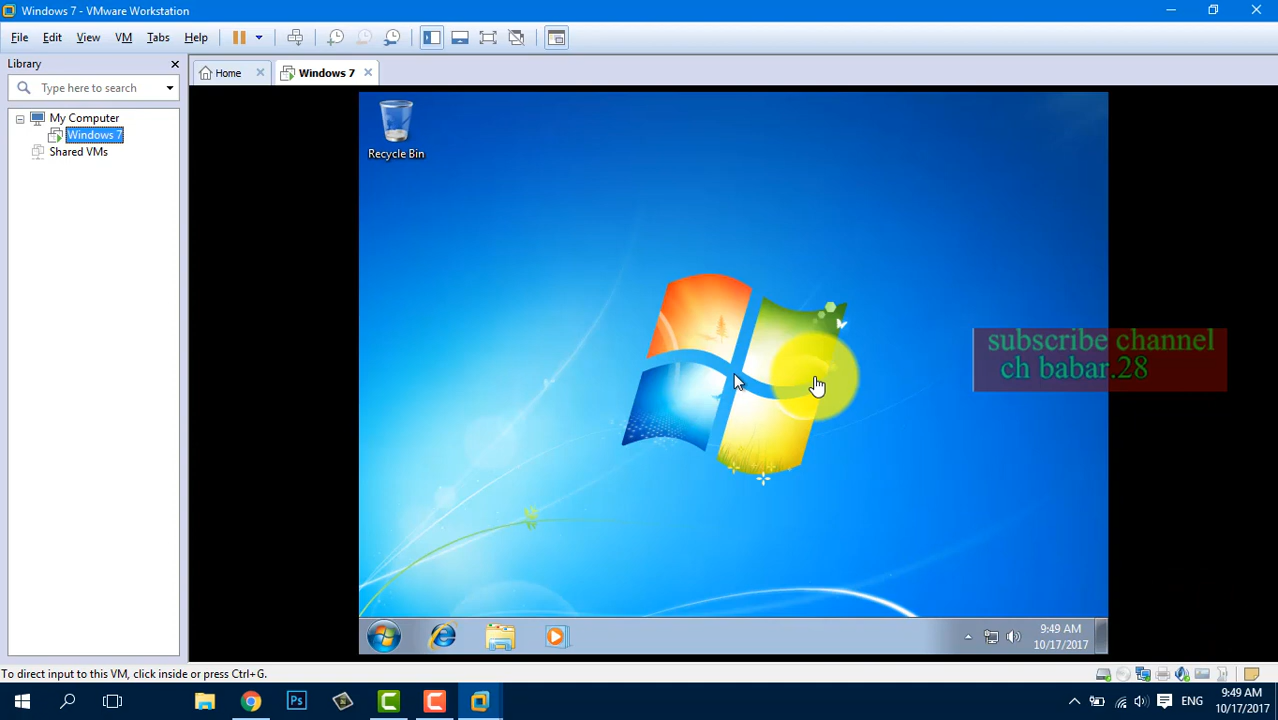 Windows 7 - VMware Workstation
File Edit View VM Tabs Help
Library
Type here to search
My Computer
Windows 7
Shared VMs
Home
Windows 7
Recycle Bin
subscribe channel
ch babar.28
9:49 AM
10/17/2017
To direct input to this VM, click inside or press Ctrl+G.
Ps
ENG
9:49 AM
10/17/2017